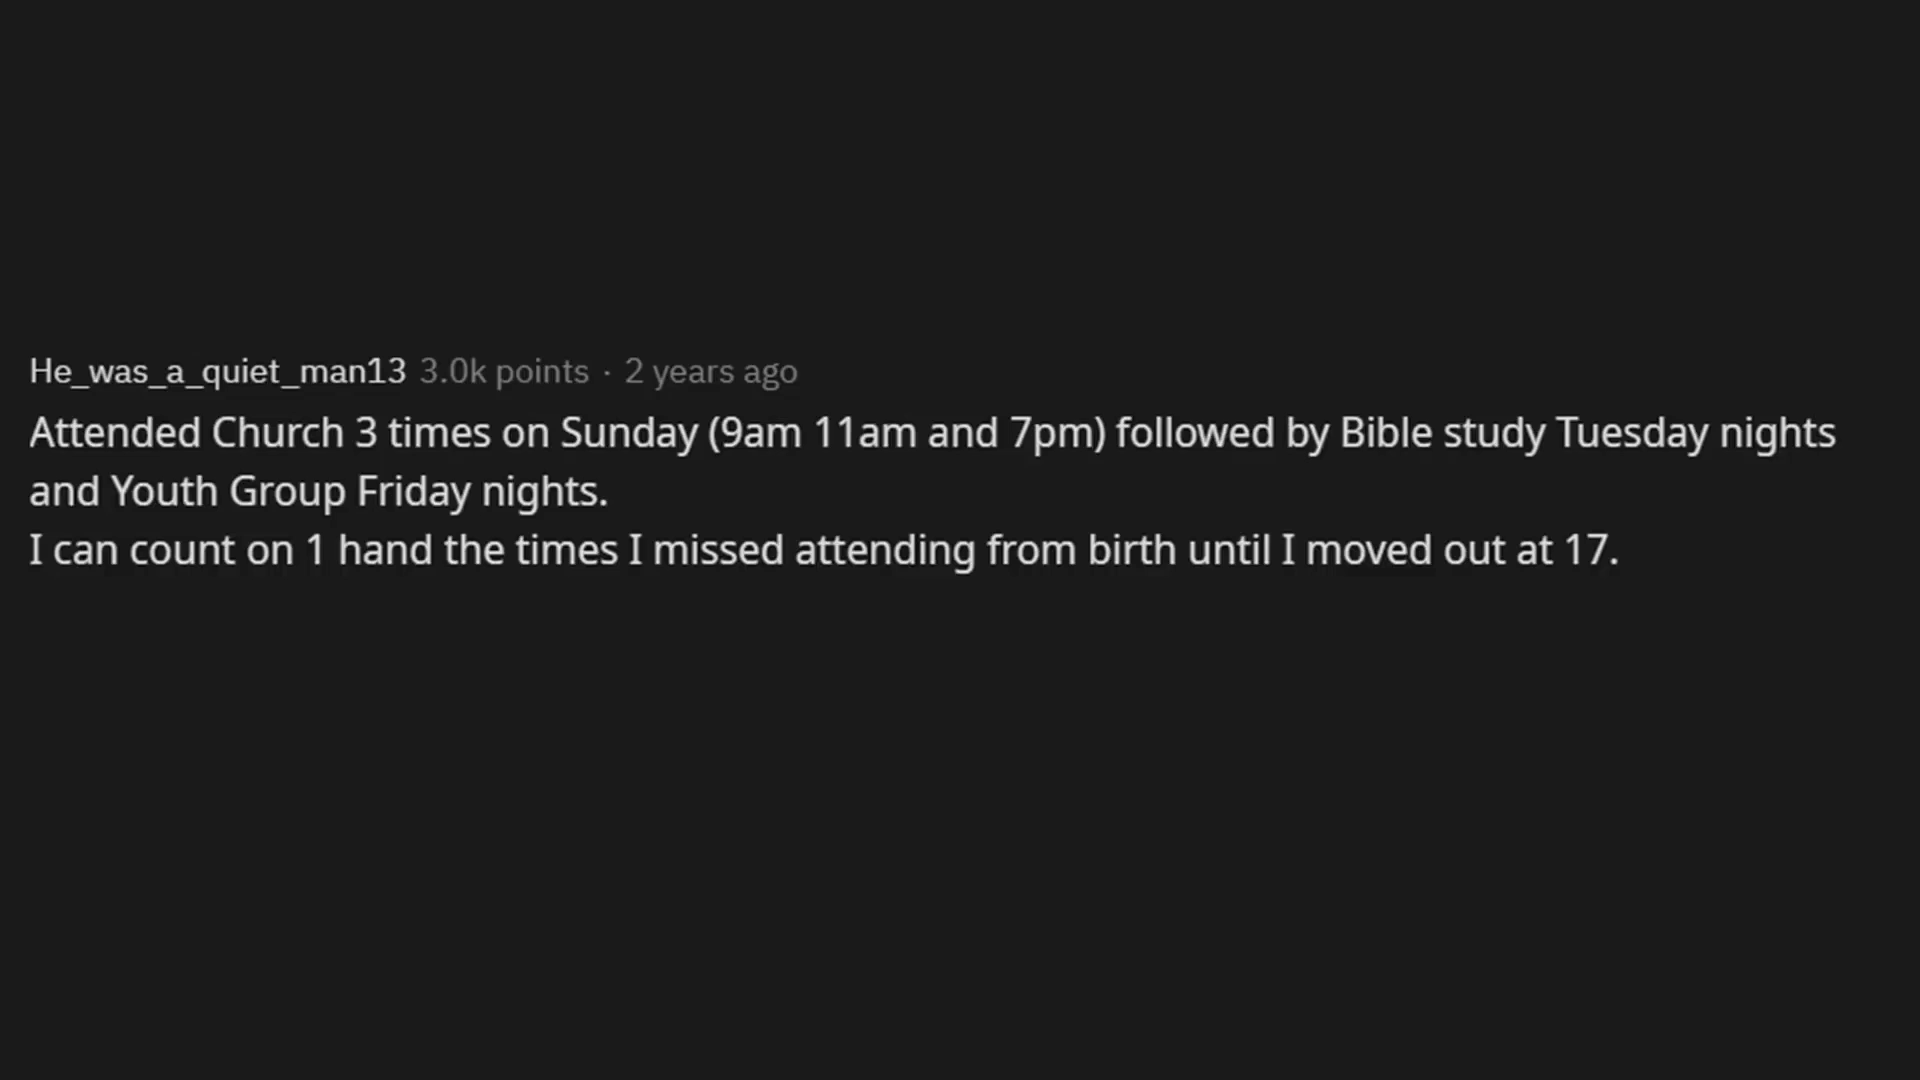 He_was_a_quiet_man13 3.0k points · 2 years ago
Attended Church 3 times on Sunday (9am 11am and 7pm) followed by Bible study Tuesday nights
and Youth Group Friday nights.
I can count on 1 hand the times I missed attending from birth until I moved out at 17.